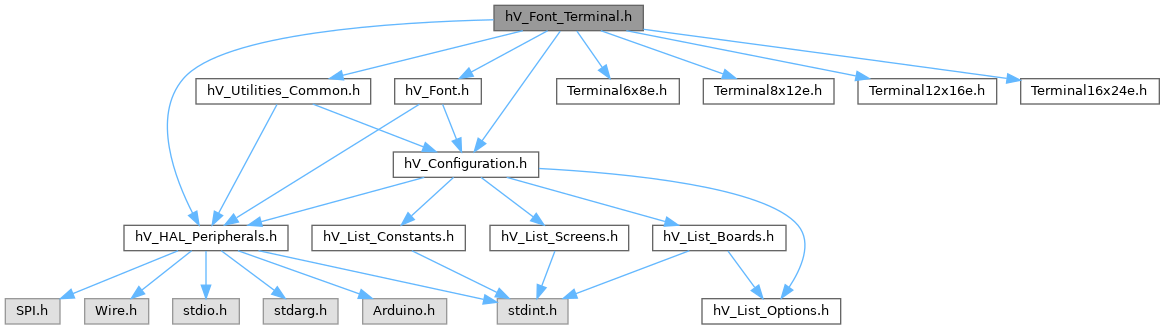 hV_Font_Terminal.h
hV_Utilities_Common.h
hV_Font.h
Terminal6x8e.h
Terminal8x12e.h
Terminal12x16e.h
Terminal16x24e.h
hV_Configuration.h
hV_HAL_Peripherals.h
hV_List_Constants.h
hV_List_Screens.h
hV_List_Boards.h
SPI.h
Wire.h
stdio.h
stdarg.h
Arduino.h
stdint.h
hV_List_Options.h